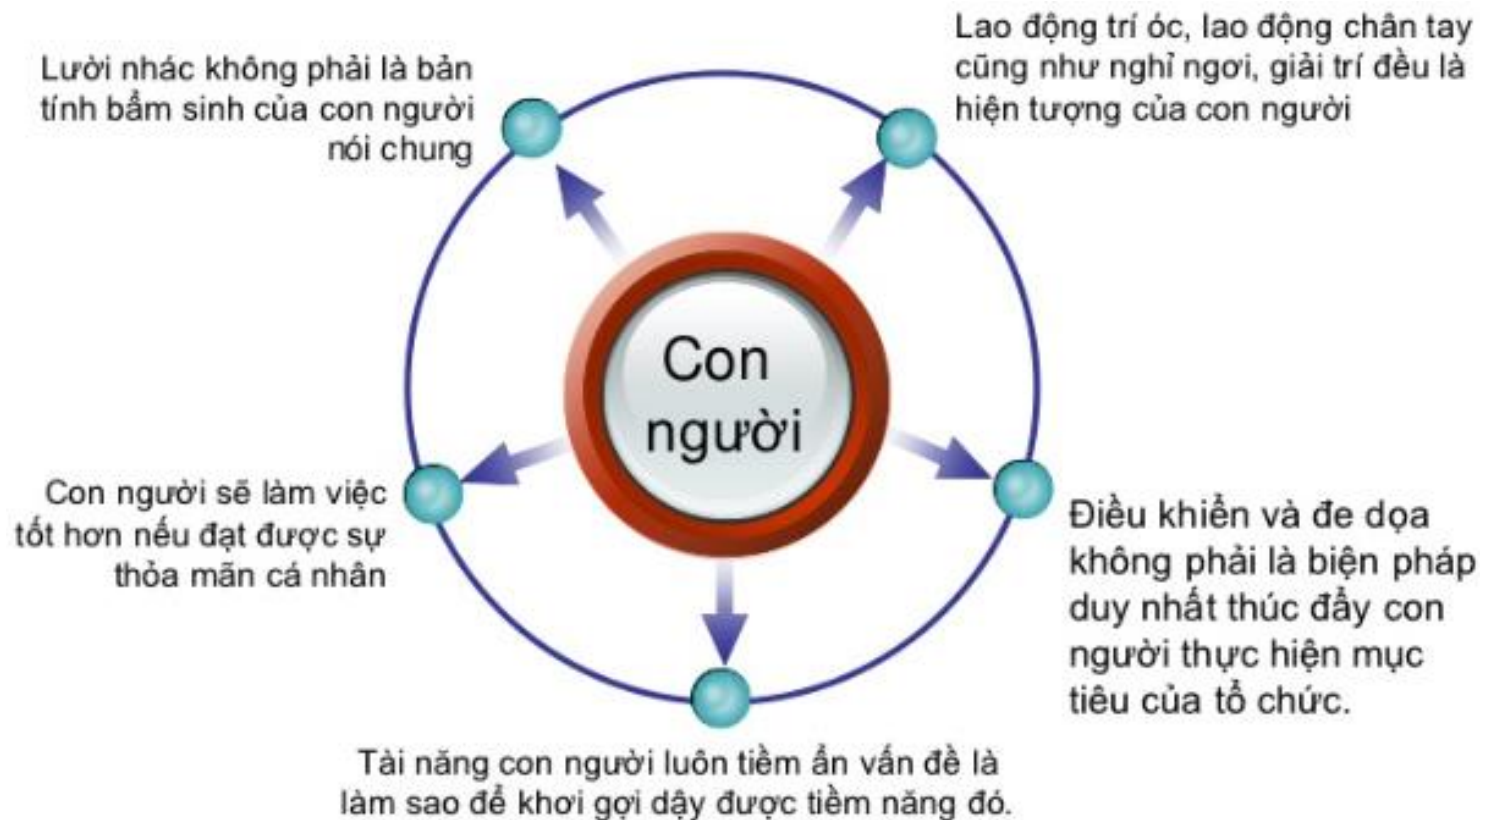 Lười nhác không phải là bản
tính bẩm sinh của con người
nói chung
Lao động trí óc, lao động chân tay
cũng như nghỉ ngơi, giải trí đều là
hiện tượng của con người
Con
người
Con người sẽ làm việc
tốt hơn nếu đạt được sự
thỏa mãn cá nhân
Điều khiển và đe dọa
không phải là biện pháp
duy nhất thúc đẩy con
người thực hiện mục
tiêu của tổ chức.
Tài năng con người luôn tiềm ẩn vấn đề là
làm sao để khơi gợi dậy được tiềm năng đó.